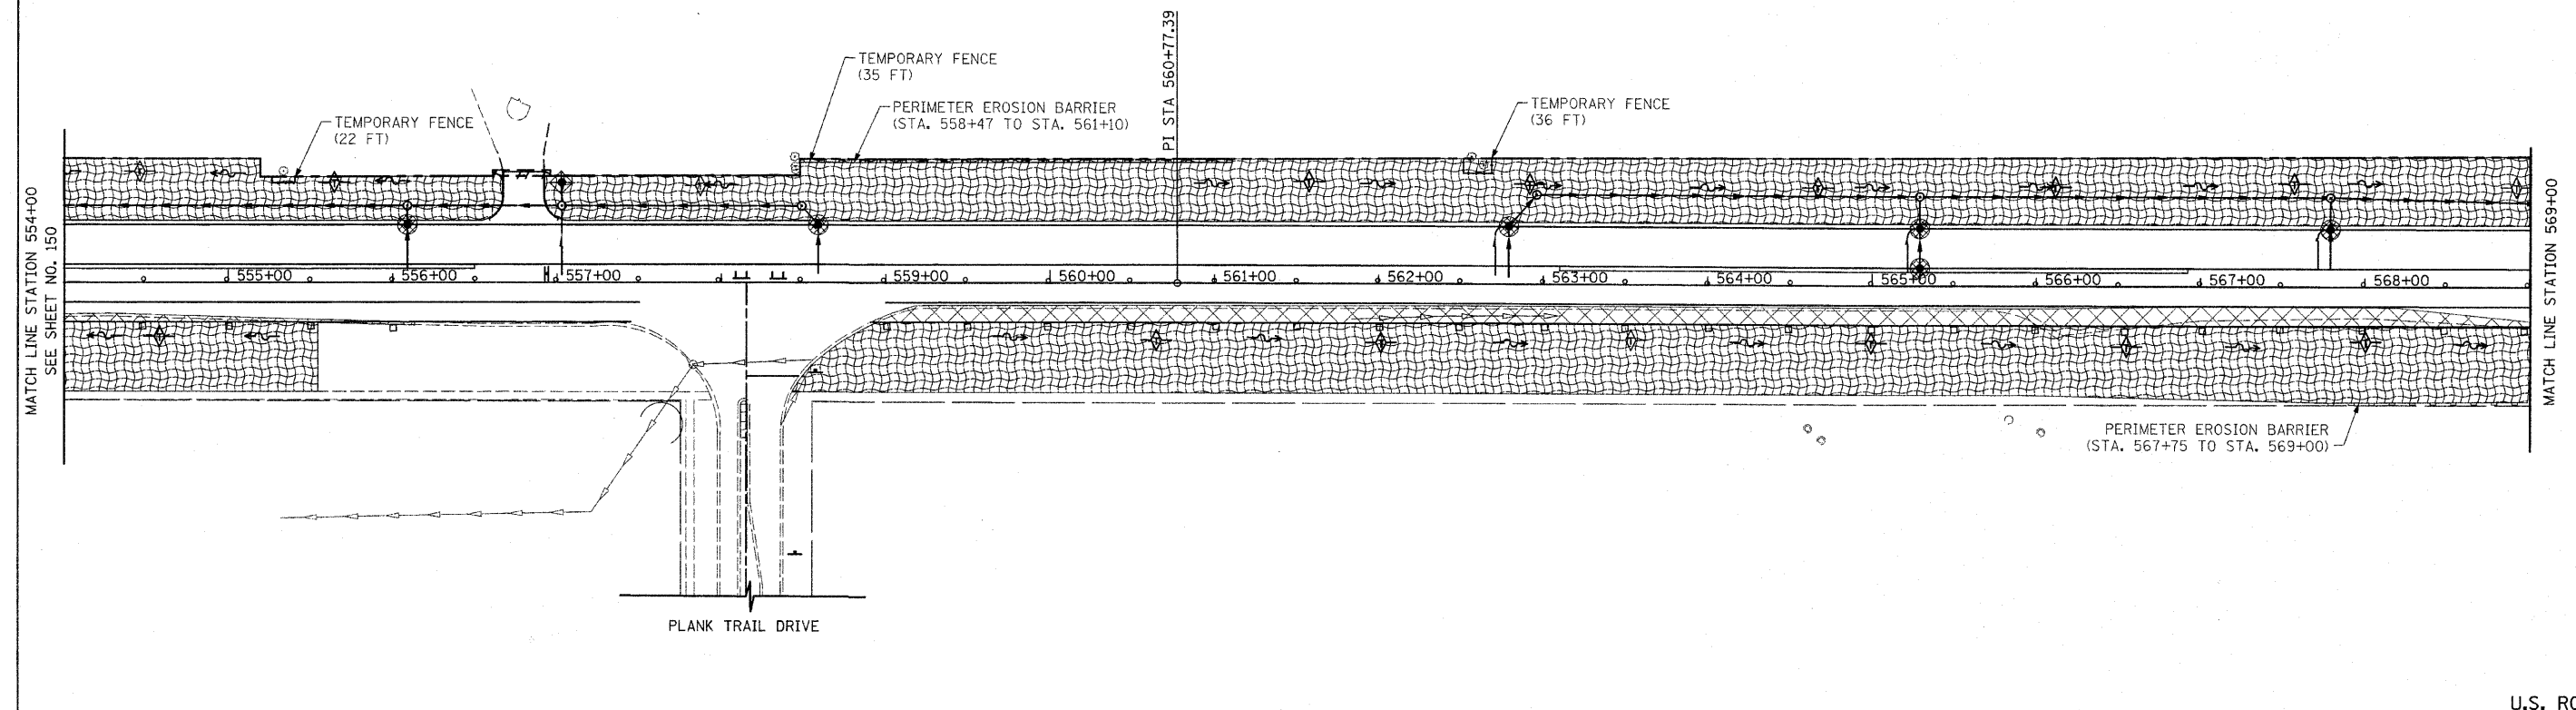 TEMPORARY FENCE
(22 FT)
TEMPORARY FENCE
(35 FT)
PERIMETER EROSION BARRIER
(STA. 558+47 TO STA. 561+10)
PI STA 560+77.39
TEMPORARY FENCE
(36 FT)
MATCH LINE STATION 554+00
SEE SHEET NO. 150
MATCH LINE STATION 569+00
555+00
556+00
557+00
559+00
560+00
561+00
562+00
563+00
564+00
565+00
566+00
567+00
568+00
PERIMETER EROSION BARRIER
(STA. 567+75 TO STA. 569+00)
PLANK TRAIL DRIVE
U.S. RO